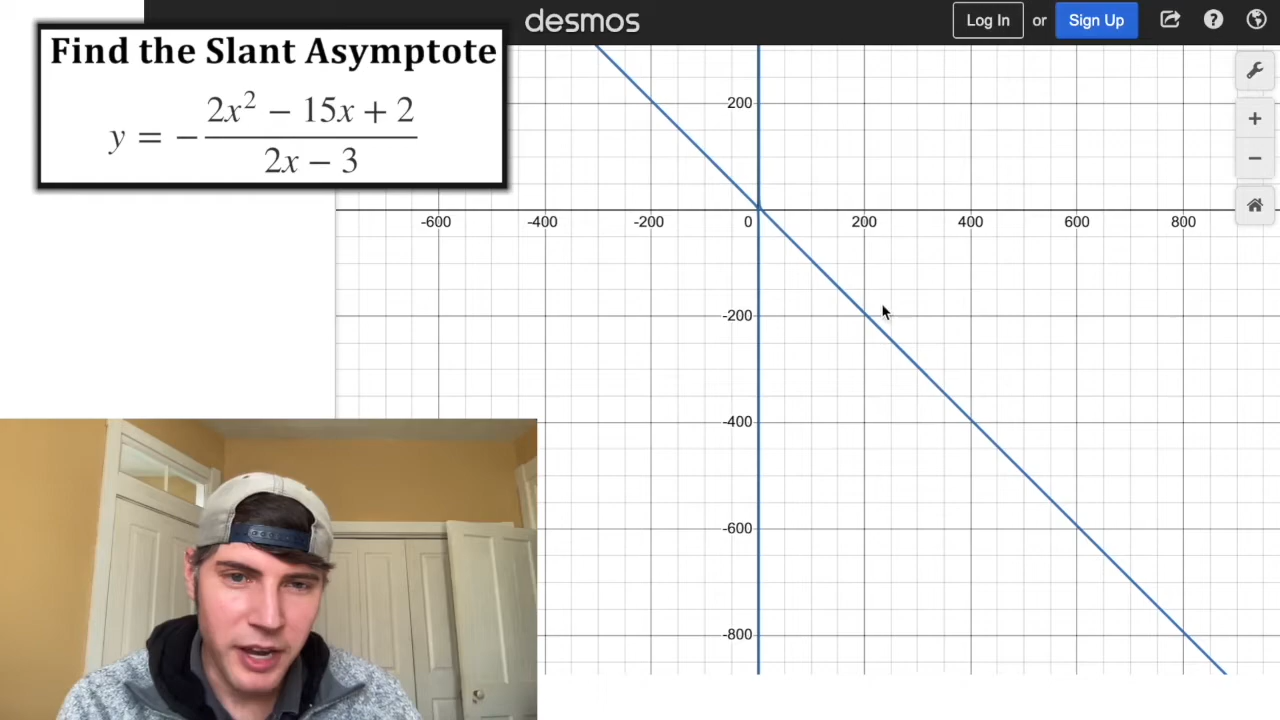 desmos
Log In or Sign Up
Find the Slant Asymptote
y = −(2x² − 15x + 2)/(2x − 3)
200
-600 -400 -200 0 200 400 600 800
-200
-400
-600
-800
+
−
?